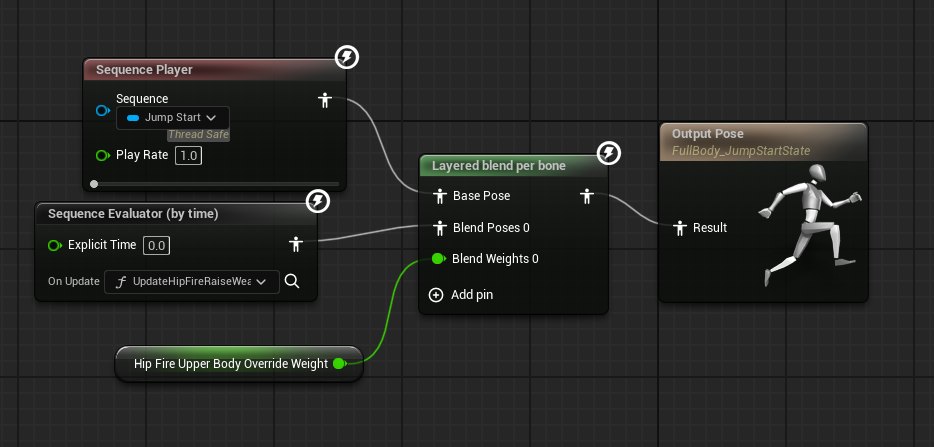 Sequence Player
Sequence
Jump Start
Thread Safe
Play Rate 1.0
Sequence Evaluator (by time)
Explicit Time 0.0
On Update UpdateHipFireRaiseWea
Hip Fire Upper Body Override Weight
Layered blend per bone
Base Pose
Blend Poses 0
Blend Weights 0
Add pin
Output Pose
FullBody_JumpStartState
Result